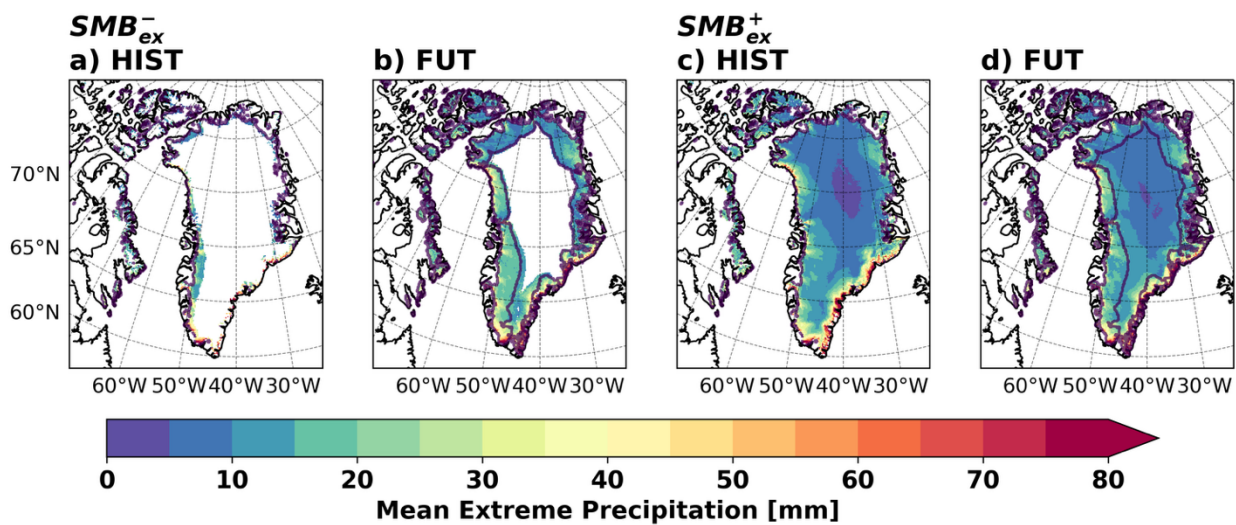 SMB⁻ₑₓ SMB⁺ₑₓ
a) HIST b) FUT c) HIST d) FUT
70°N
65°N
60°N
60°W 50°W 40°W 30°W 60°W 50°W 40°W 30°W 60°W 50°W 40°W 30°W 60°W 50°W 40°W 30°W
0 10 20 30 40 50 60 70 80
Mean Extreme Precipitation [mm]